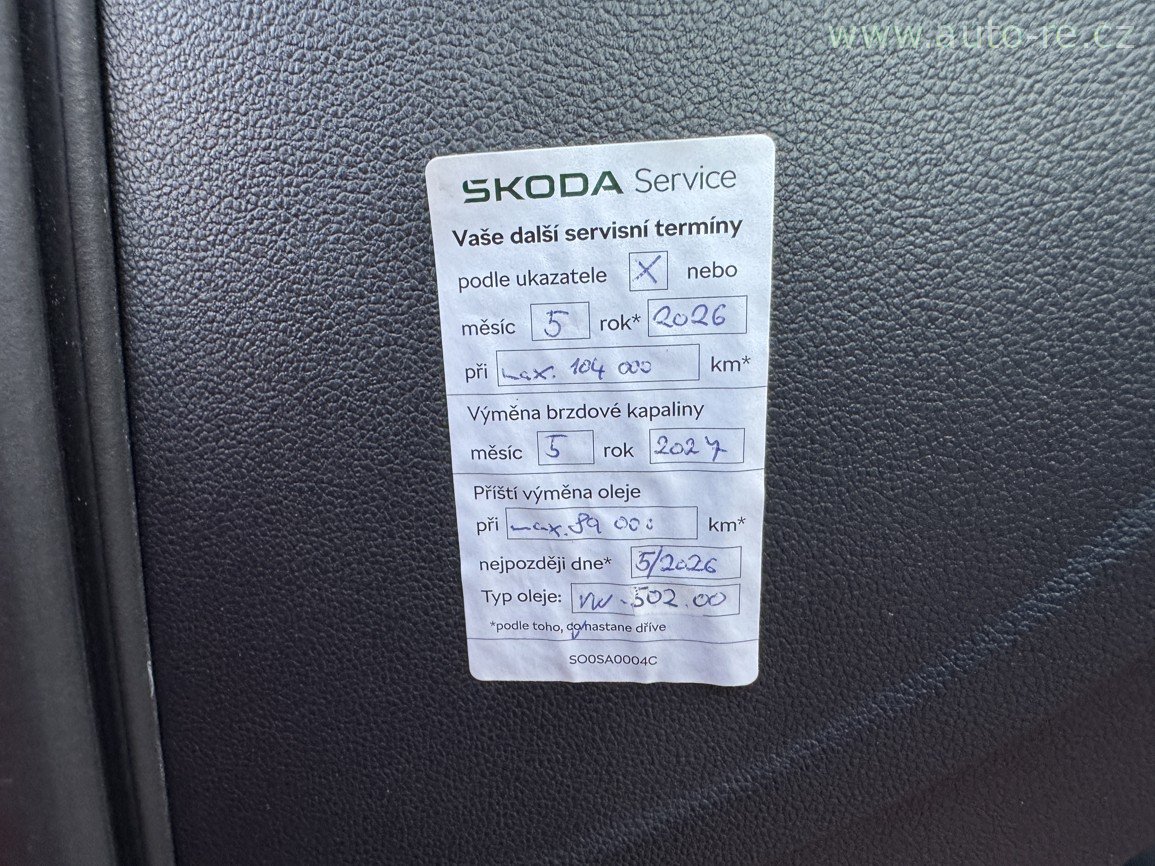 www.auto-re.cz
ŠKODA Service
Vaše další servisní termíny
podle ukazatele X nebo
měsíc 5 rok* 2026
při max. 104 000 km*
Výměna brzdové kapaliny
měsíc 5 rok 2027
Příští výměna oleje
při max. 89 000 km*
nejpozději dne* 5/2026
Typ oleje: VW.502.00
*podle toho, co nastane dříve
SO0SA0004C